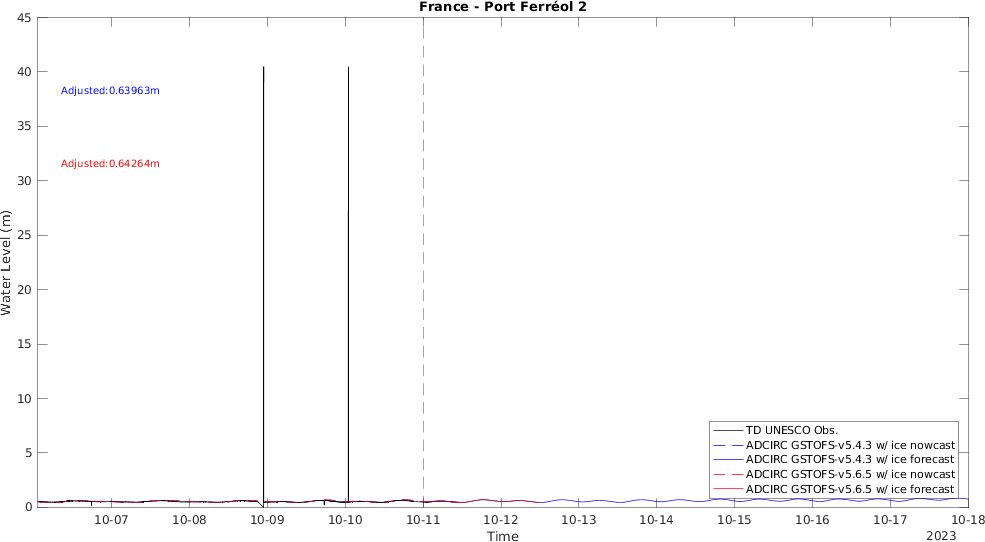 France - Port Ferréol 2
45
40
35
30
25
20
15
10
5
0
Water Level (m)
Adjusted:0.63963m
Adjusted:0.64264m
TD UNESCO Obs.
ADCIRC GSTOFS-v5.4.3 w/ ice nowcast
ADCIRC GSTOFS-v5.4.3 w/ ice forecast
ADCIRC GSTOFS-v5.6.5 w/ ice nowcast
ADCIRC GSTOFS-v5.6.5 w/ ice forecast
10-07 10-08 10-09 10-10 10-11 10-12 10-13 10-14 10-15 10-16 10-17 10-18
Time
2023